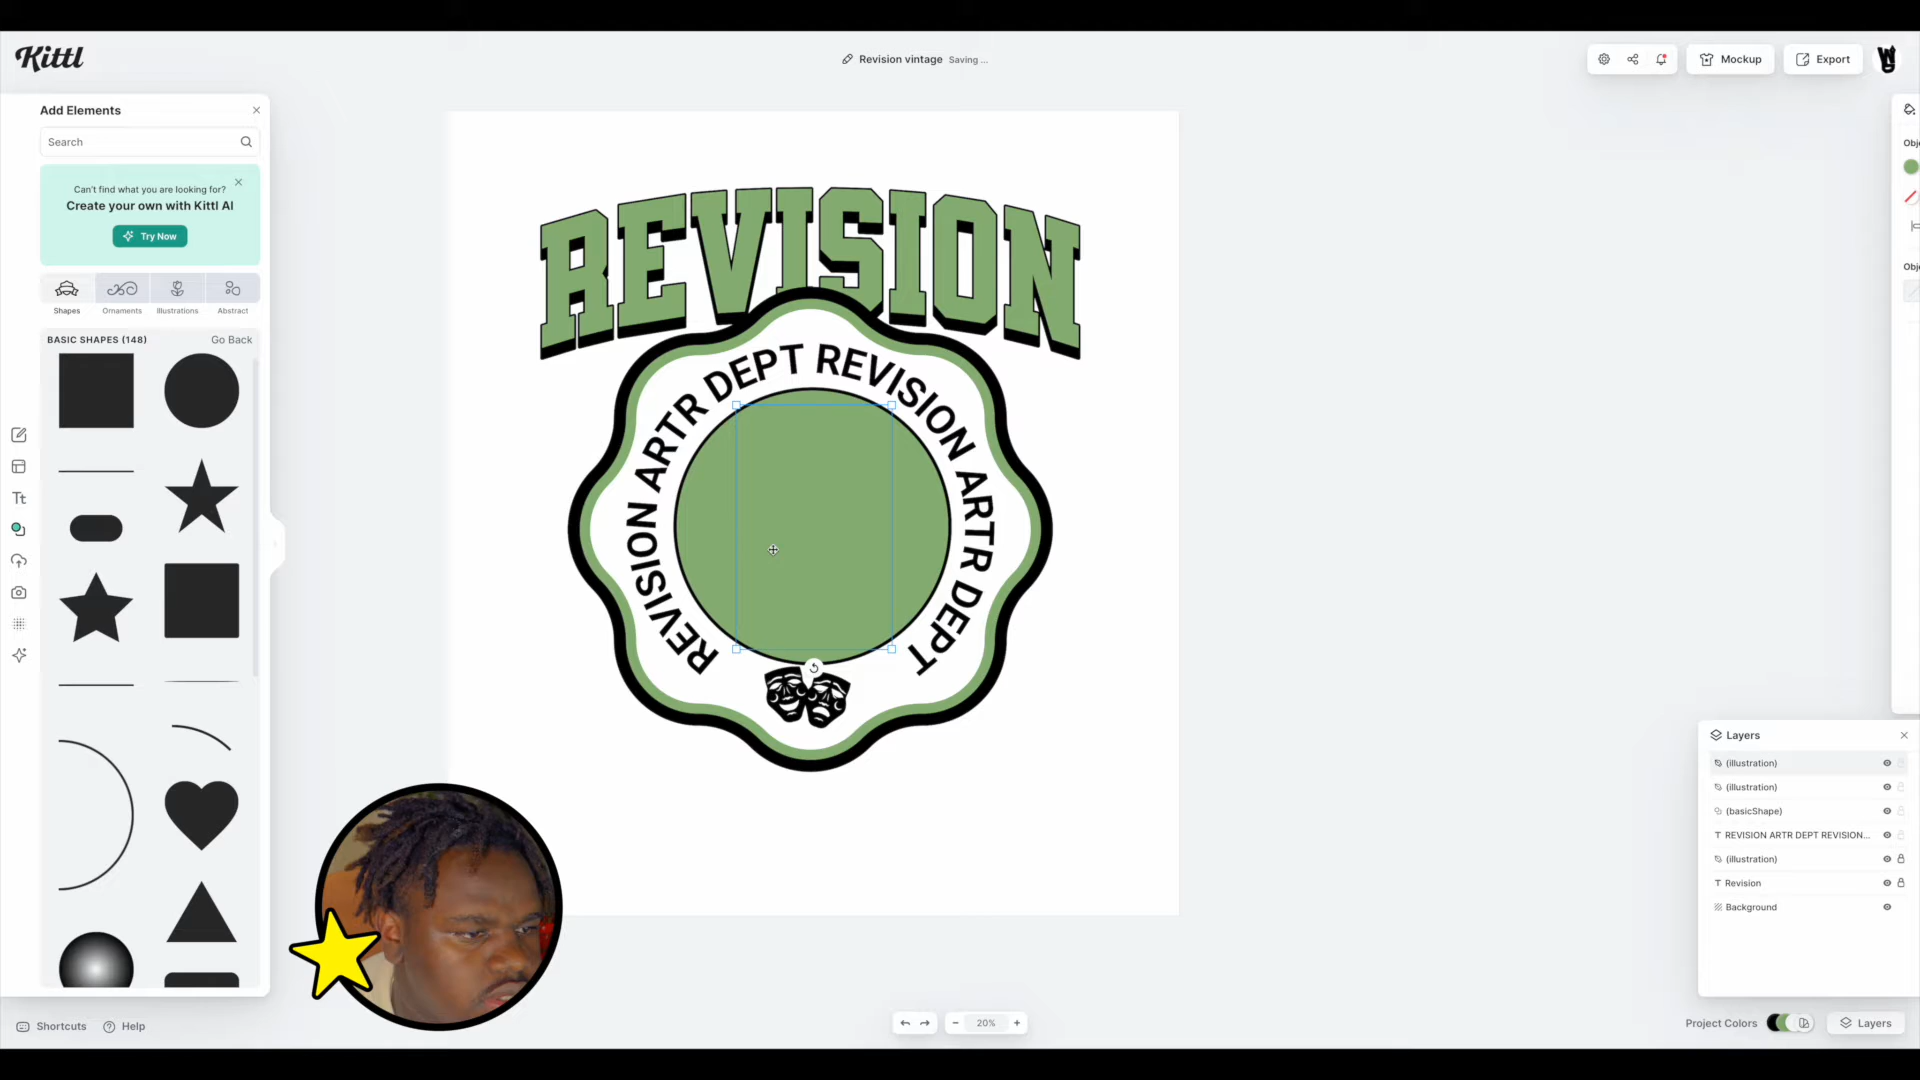 Kittl
Revision vintage Saving ...
Mockup
Export
Add Elements
Search
Can't find what you are looking for?
Create your own with Kittl AI
Try Now
Shapes
Ornaments
Illustrations
Abstract
BASIC SHAPES (148)
Go Back
Tt
REVISION
REVISION ARTR DEPT REVISION ARTR DEPT
Obj
Obj
Layers
(illustration)
(illustration)
(basicShape)
T REVISION ARTR DEPT REVISION...
(illustration)
T Revision
Background
Shortcuts
Help
20%
Project Colors
Layers